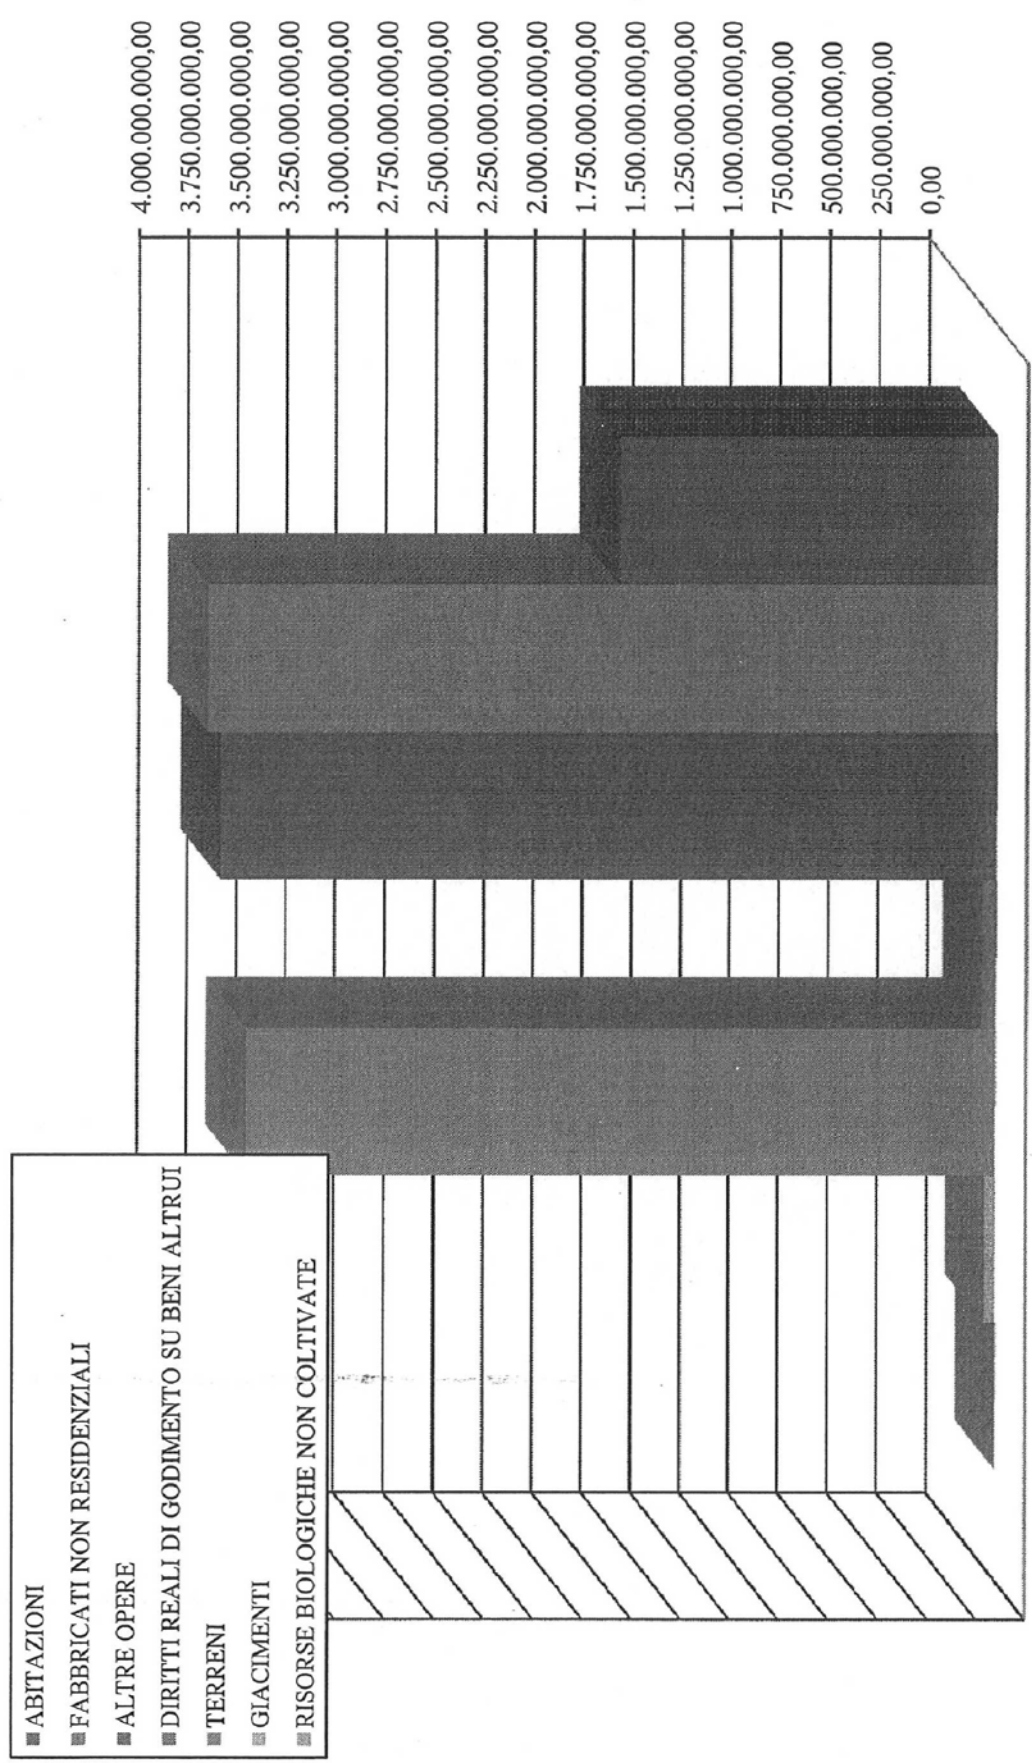 ABITAZIONI
FABBRICATI NON RESIDENZIALI
ALTRE OPERE
DIRITTI REALI DI GODIMENTO SU BENI ALTRUI
TERRENI
GIACIMENTI
RISORSE BIOLOGICHE NON COLTIVATE
4.000.000.000,00
3.750.000.000,00
3.500.000.000,00
3.250.000.000,00
3.000.000.000,00
2.750.000.000,00
2.500.000.000,00
2.250.000.000,00
2.000.000.000,00
1.750.000.000,00
1.500.000.000,00
1.250.000.000,00
1.000.000.000,00
750.000.000,00
500.000.000,00
250.000.000,00
0,00